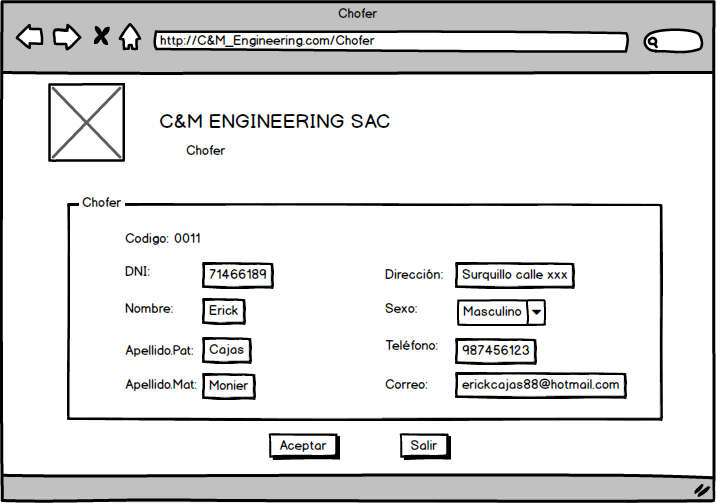 Chofer
http://C&M_Engineering.com/Chofer
C&M ENGINEERING SAC
Chofer
Chofer
Codigo: 0011
DNI: 71466189
Dirección: Surquillo calle xxx
Nombre: Erick
Sexo: Masculino
Apellido.Pat: Cajas
Teléfono: 987456123
Apellido.Mat: Monier
Correo: erickcajas88@hotmail.com
Aceptar
Salir